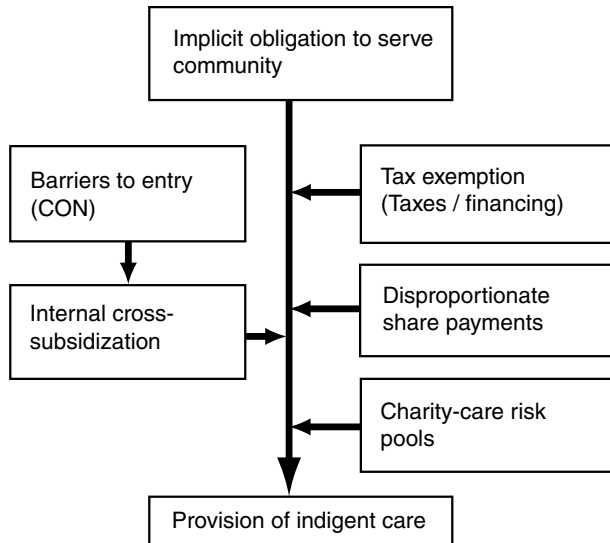 Implicit obligation to serve
community
Barriers to entry
(CON)
Tax exemption
(Taxes / financing)
Internal cross-
subsidization
Disproportionate
share payments
Charity-care risk
pools
Provision of indigent care